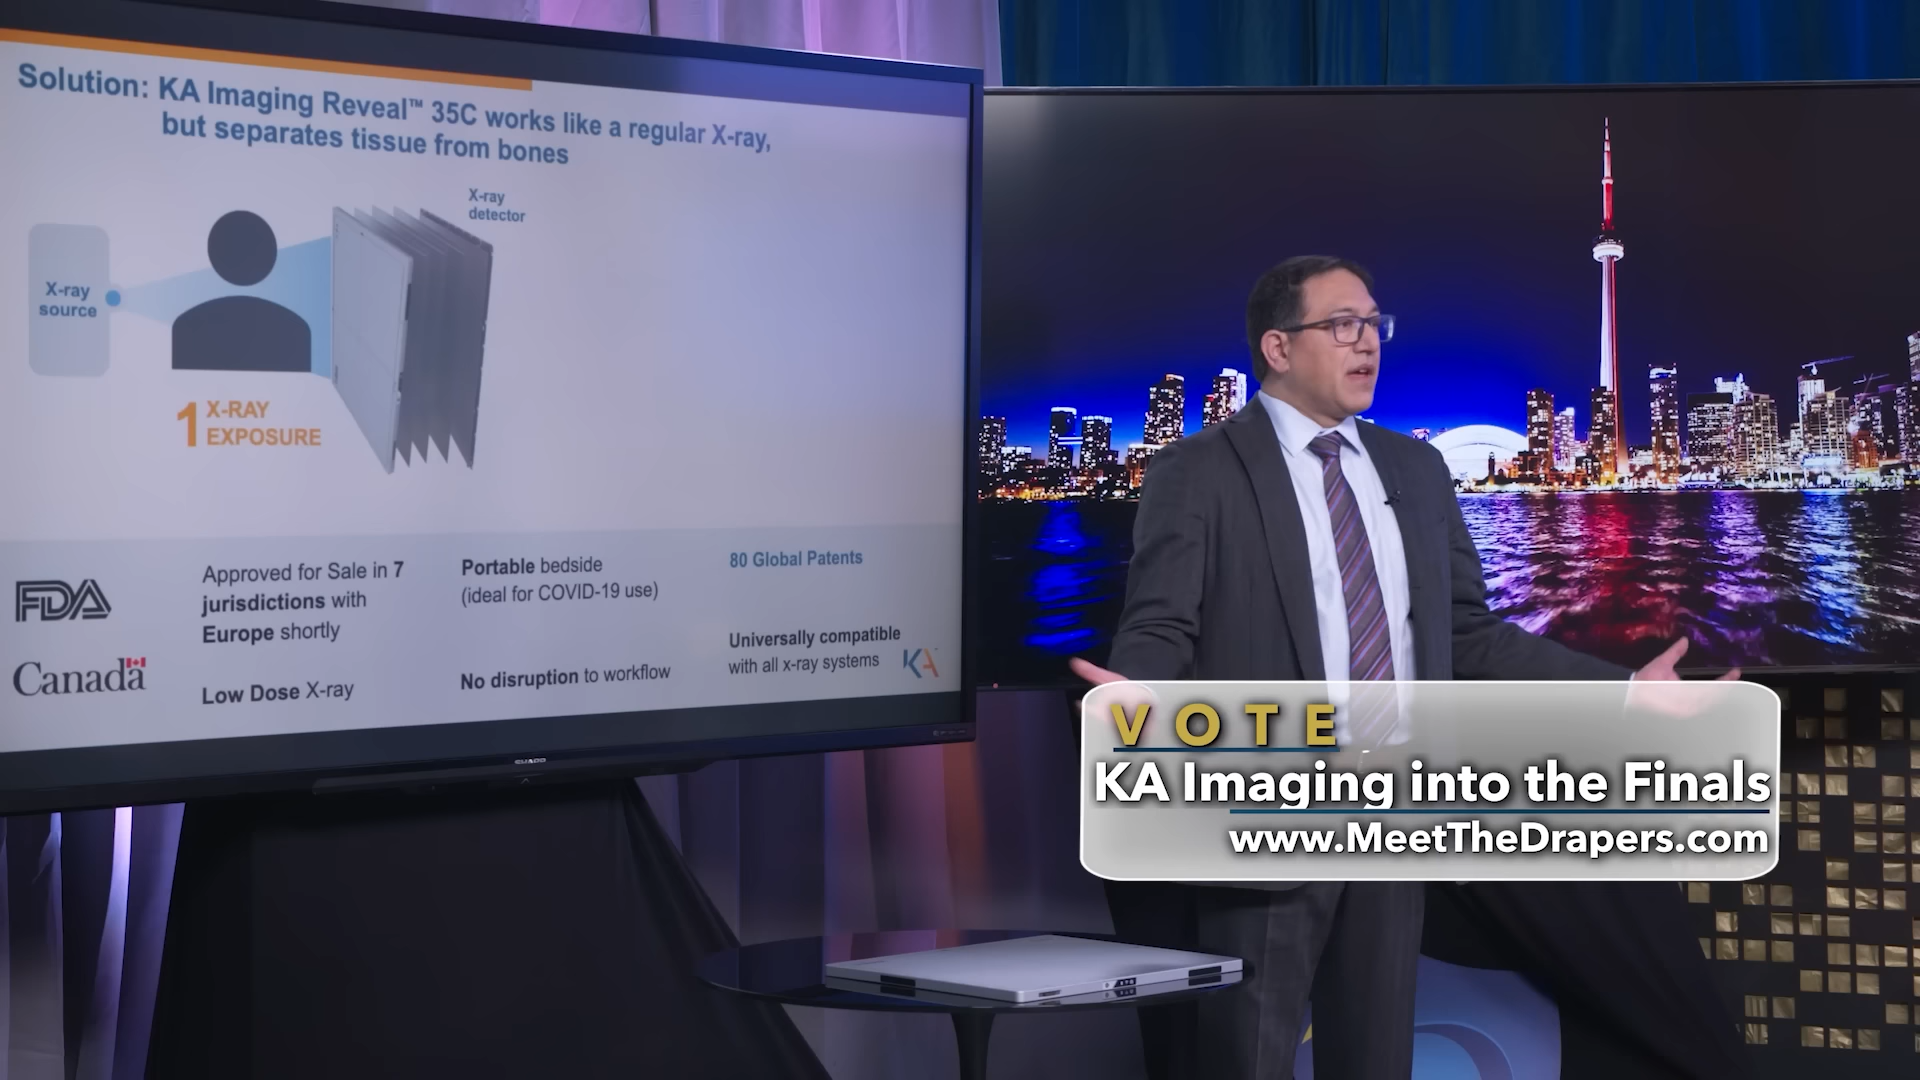 Solution: KA Imaging Reveal™ 35C works like a regular X-ray,
but separates tissue from bones
X-ray
detector
X-ray
source
1 X-RAY
EXPOSURE
FDA
Canada
Approved for Sale in 7
jurisdictions with
Europe shortly
Low Dose X-ray
Portable bedside
(ideal for COVID-19 use)
No disruption to workflow
80 Global Patents
Universally compatible
with all x-ray systems
KA
SHARP
VOTE
KA Imaging into the Finals
www.MeetTheDrapers.com